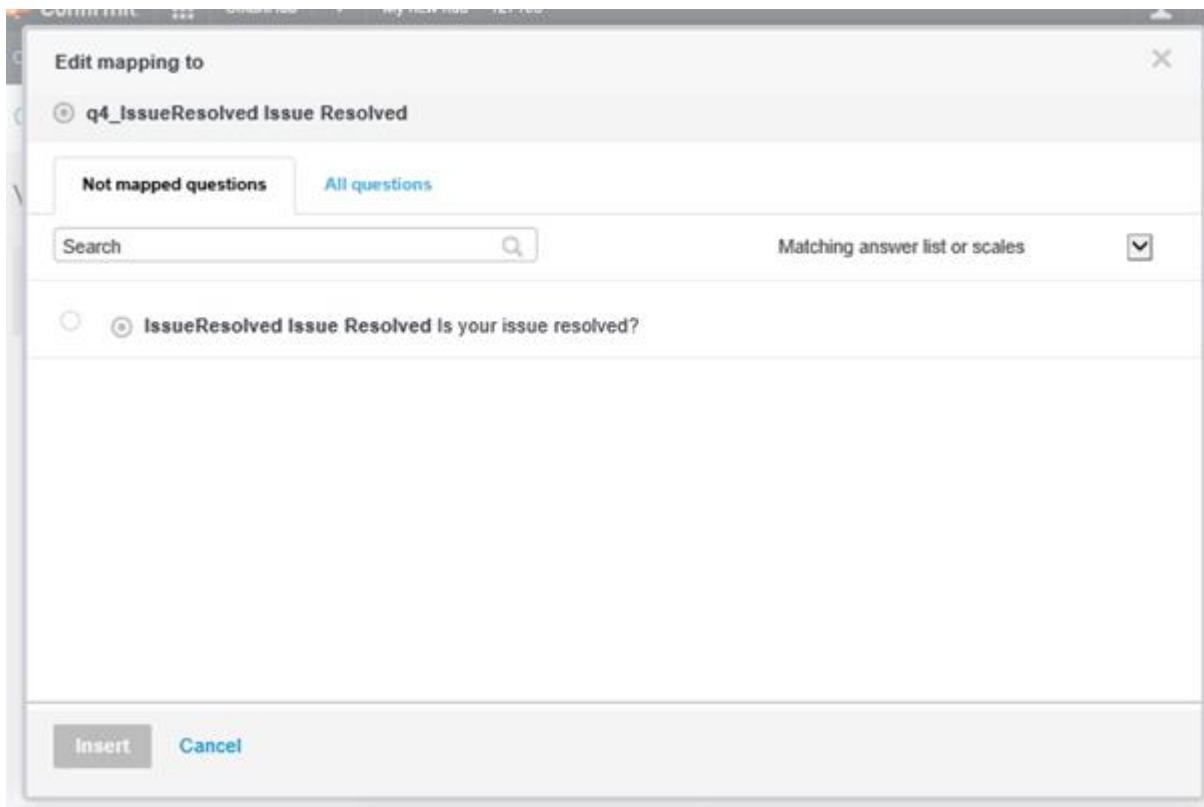 Confirmit
Edit mapping to
q4_IssueResolved Issue Resolved
Not mapped questions
All questions
Search
Matching answer list or scales
IssueResolved Issue Resolved Is your issue resolved?
Insert
Cancel